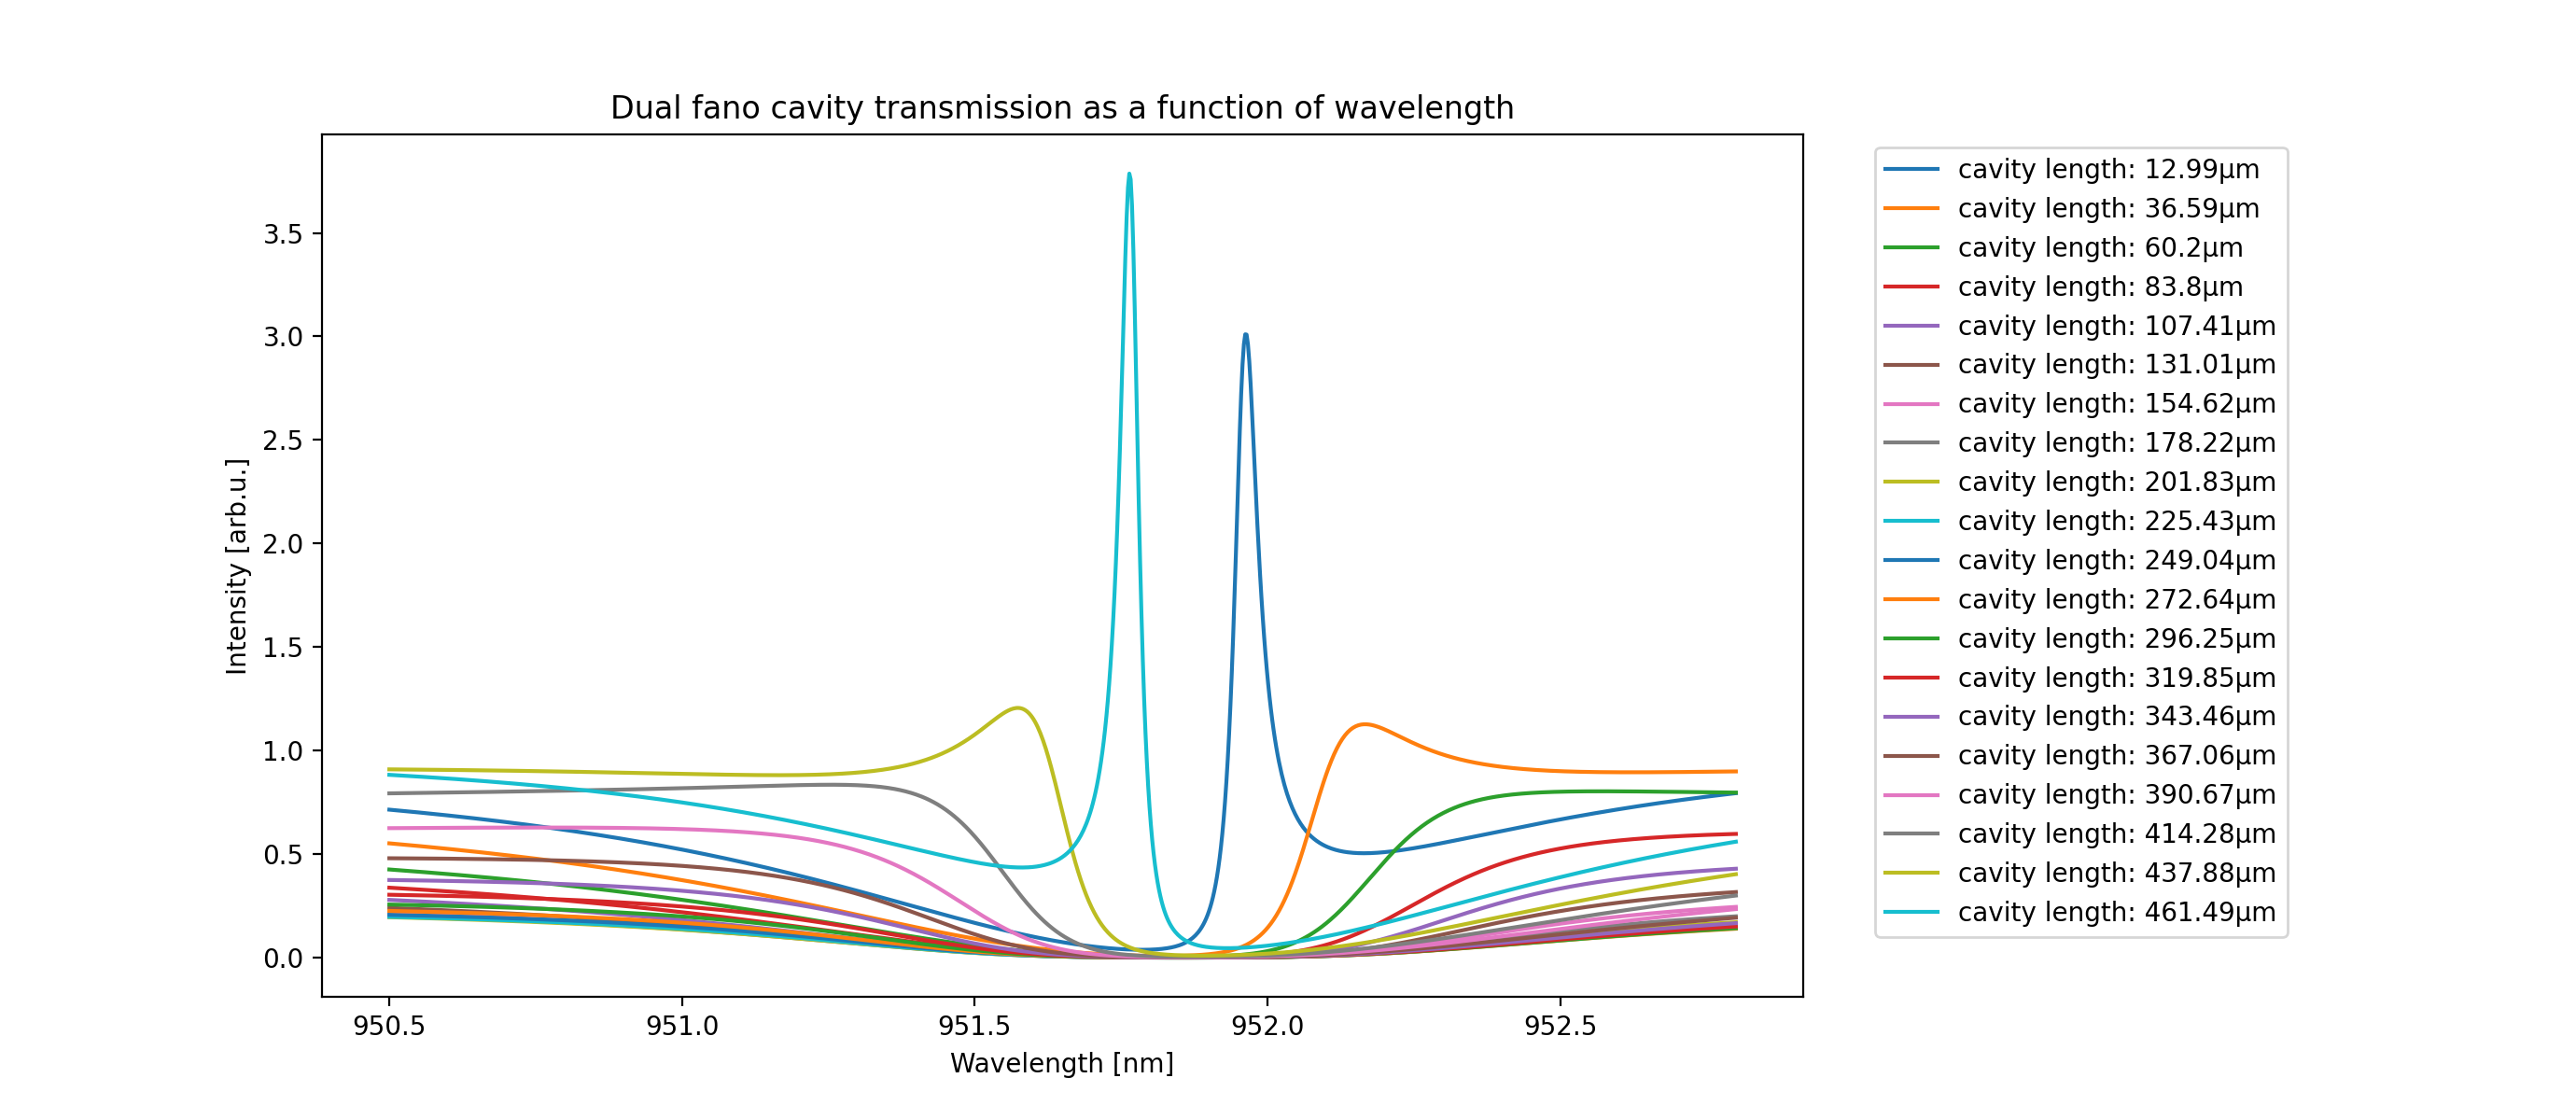 Dual fano cavity transmission as a function of wavelength
Intensity [arb.u.]
3.5
3.0
2.5
2.0
1.5
1.0
0.5
0.0
950.5
951.0
951.5
952.0
952.5
Wavelength [nm]
cavity length: 12.99μm
cavity length: 36.59μm
cavity length: 60.2μm
cavity length: 83.8μm
cavity length: 107.41μm
cavity length: 131.01μm
cavity length: 154.62μm
cavity length: 178.22μm
cavity length: 201.83μm
cavity length: 225.43μm
cavity length: 249.04μm
cavity length: 272.64μm
cavity length: 296.25μm
cavity length: 319.85μm
cavity length: 343.46μm
cavity length: 367.06μm
cavity length: 390.67μm
cavity length: 414.28μm
cavity length: 437.88μm
cavity length: 461.49μm